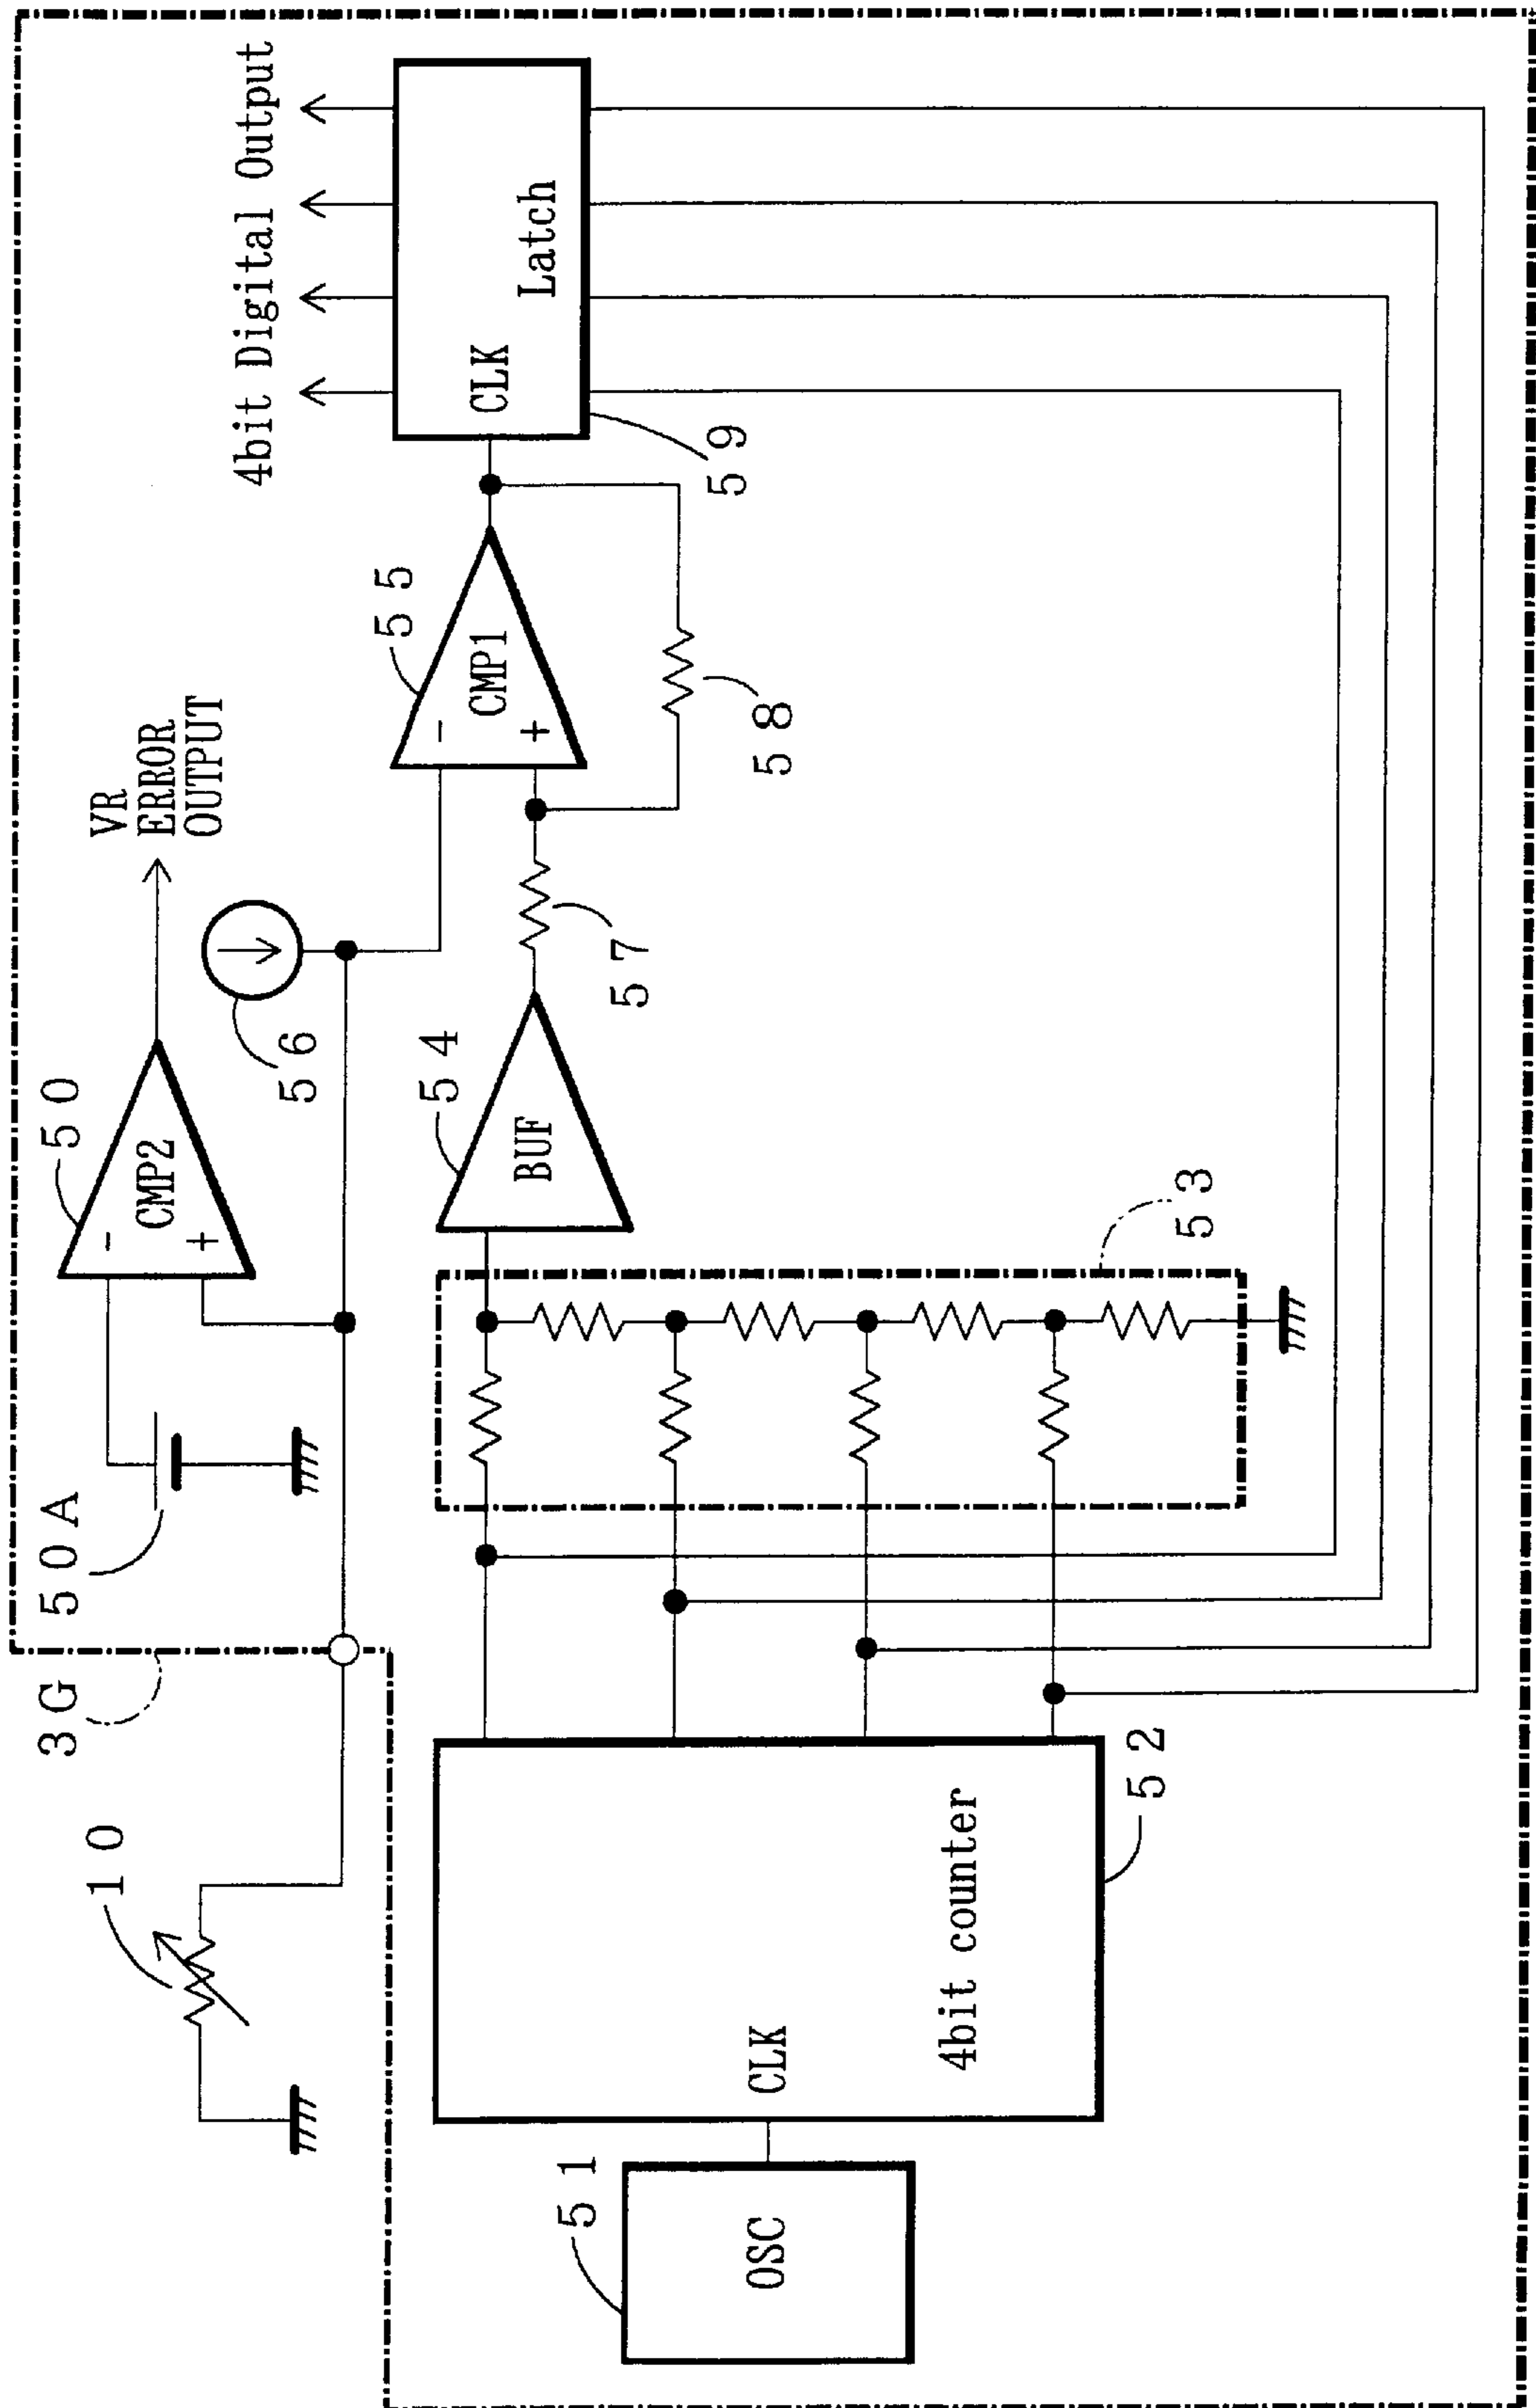 4bit Digital Output
VR
ERROR
OUTPUT
50
CMP2
-
+
50A
3G
10
56
55
CMP1
-
+
58
57
54
BUF
53
CLK
Latch
59
51
OSC
CLK
4bit counter
52